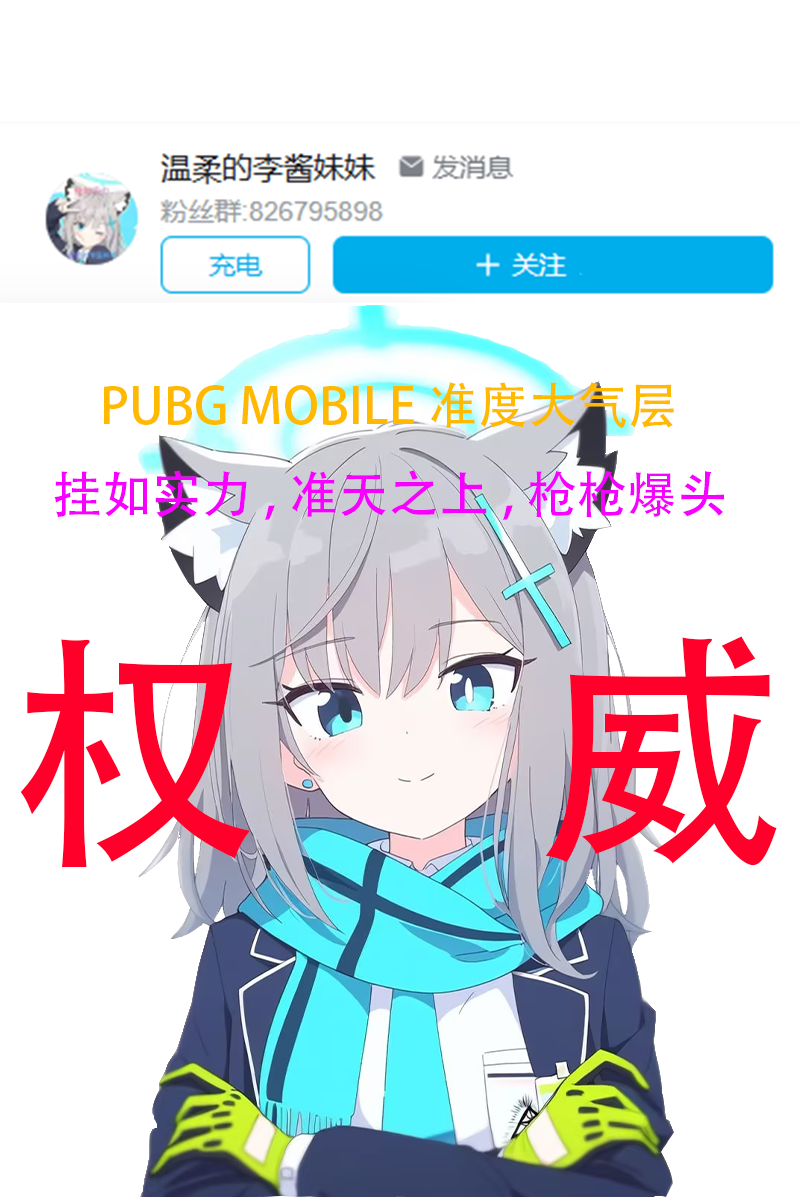 温柔的李酱妹妹 发消息
粉丝群:826795898
充电 + 关注
PUBG MOBILE 准度大气层
挂如实力,准天之上,枪枪爆头
权 威